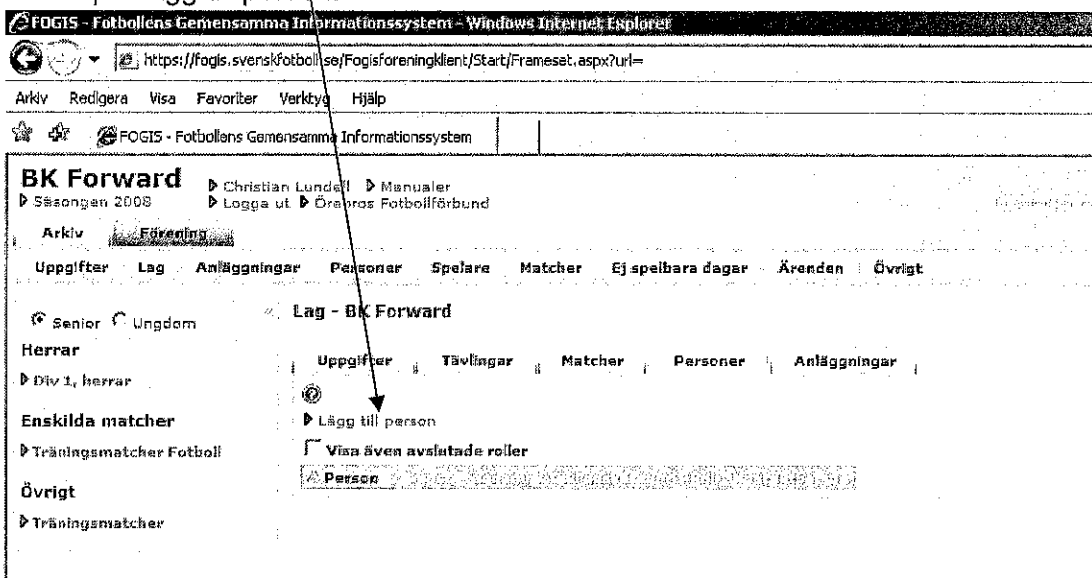 FOGIS - Fotbollens Gemensamma Informationssystem - Windows Internet Explorer
https://fogis.svenskfotboll.se/Fogisforeningklient/Start/Frameset.aspx?url=
Arkiv Redigera Visa Favoriter Verktyg Hjälp
FOGIS - Fotbollens Gemensamma Informationssystem
BK Forward
Christian Lundell Manualer
Säsongen 2008 Logga ut Örebros Fotbollförbund
Arkiv Förening
Uppgifter Lag Anläggningar Personer Spelare Matcher Ej spelbara dagar Ärenden Övrigt
Senior Ungdom
Lag - BK Forward
Herrar
Uppgifter Tävlingar Matcher Personer Anläggningar
Div 1, herrar
Enskilda matcher
Lägg till person
Träningsmatcher Fotboll
Visa även avslutade roller
Person
Övrigt
Träningsmatcher